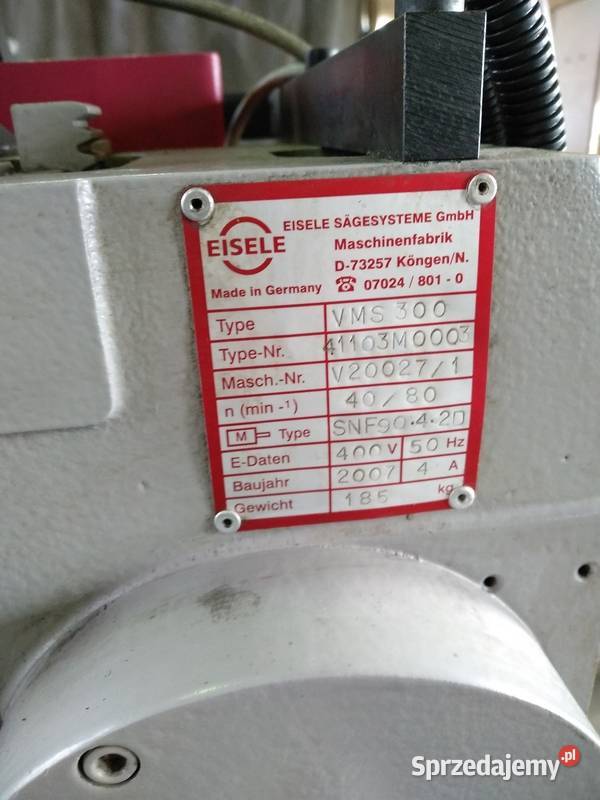 EISELE
EISELE SÄGESYSTEME GmbH
Maschinenfabrik
D-73257 Köngen/N.
Made in Germany ☎ 07024 / 801 - 0
Type VMS 300
Type-Nr. 41103M0003
Masch.-Nr. V20027/1
n (min -1) 40/80
M Type SNF90.4-2D
E-Daten 400 V 50 Hz
Baujahr 2007 4 A
Gewicht 185 kg
Sprzedajemy.pl